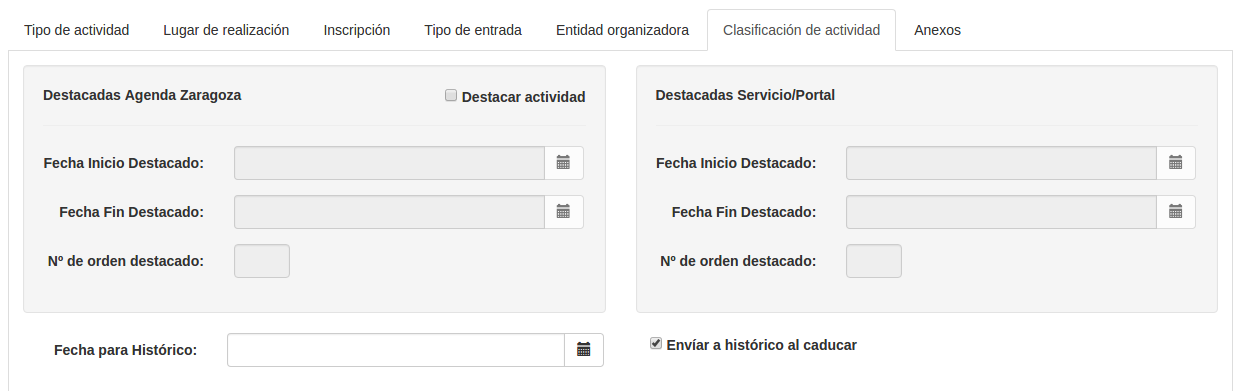 Tipo de actividad Lugar de realización Inscripción Tipo de entrada Entidad organizadora Clasificación de actividad Anexos
Destacadas Agenda Zaragoza Destacar actividad
Fecha Inicio Destacado:
Fecha Fin Destacado:
Nº de orden destacado:
Destacadas Servicio/Portal
Fecha Inicio Destacado:
Fecha Fin Destacado:
Nº de orden destacado:
Fecha para Histórico:
Envíar a histórico al caducar